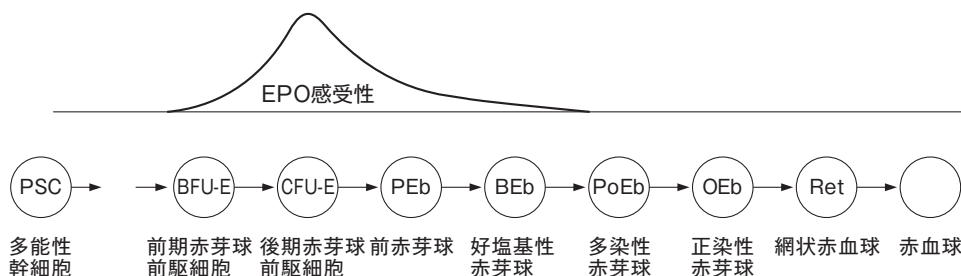 EPO感受性
PSC
BFU-E
CFU-E
PEb
BEb
PoEb
OEb
Ret
多能性
幹細胞
前期赤芽球
前駆細胞
後期赤芽球
前駆細胞
前赤芽球
好塩基性
赤芽球
多染性
赤芽球
正染性
赤芽球
網状赤血球
赤血球